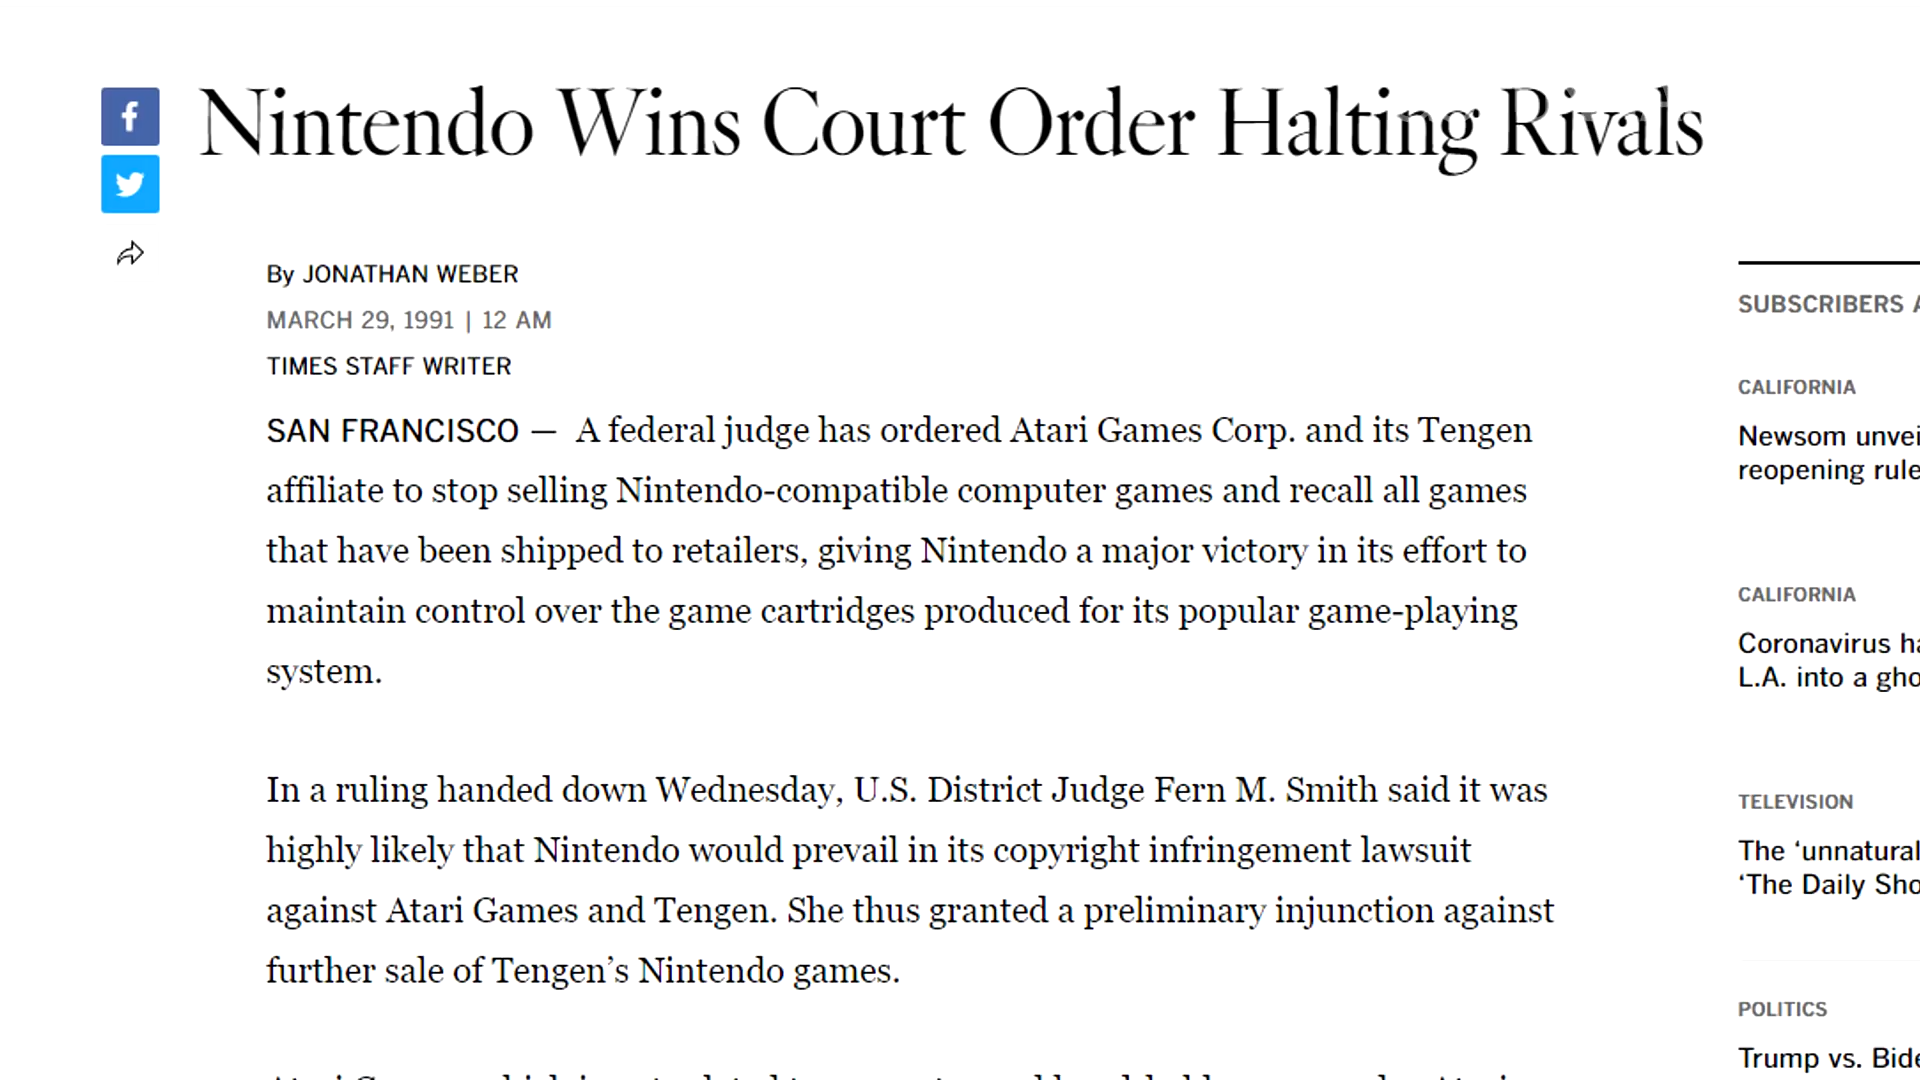 Nintendo Wins Court Order Halting Rivals
By JONATHAN WEBER
MARCH 29, 1991 | 12 AM
TIMES STAFF WRITER
SAN FRANCISCO — A federal judge has ordered Atari Games Corp. and its Tengen
affiliate to stop selling Nintendo-compatible computer games and recall all games
that have been shipped to retailers, giving Nintendo a major victory in its effort to
maintain control over the game cartridges produced for its popular game-playing
system.
In a ruling handed down Wednesday, U.S. District Judge Fern M. Smith said it was
highly likely that Nintendo would prevail in its copyright infringement lawsuit
against Atari Games and Tengen. She thus granted a preliminary injunction against
further sale of Tengen’s Nintendo games.
SUBSCRIBERS
CALIFORNIA
Newsom
reopening
CALIFORNIA
Coronavirus
L.A. into a
TELEVISION
The ‘unnatural
‘The Daily
POLITICS
Trump vs.